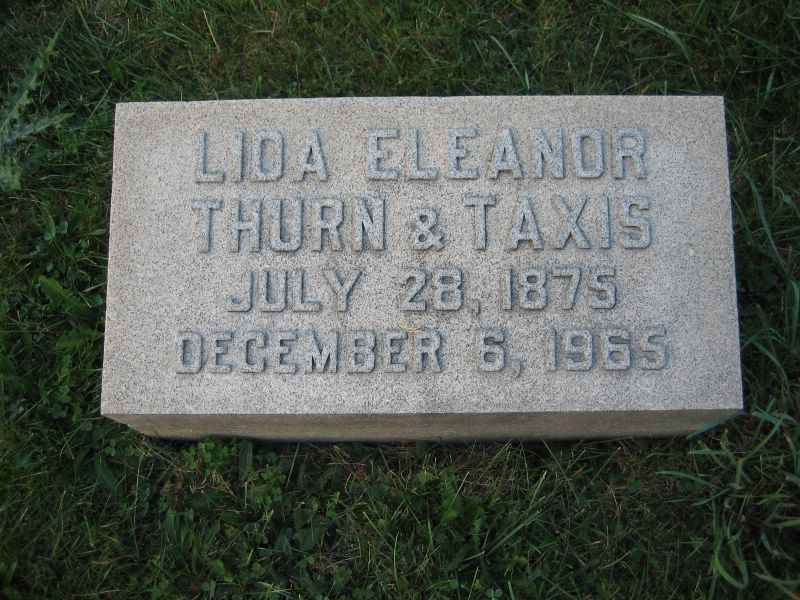 LIDA ELEANOR
THURN & TAXIS
JULY 28, 1875
DECEMBER 6, 1965